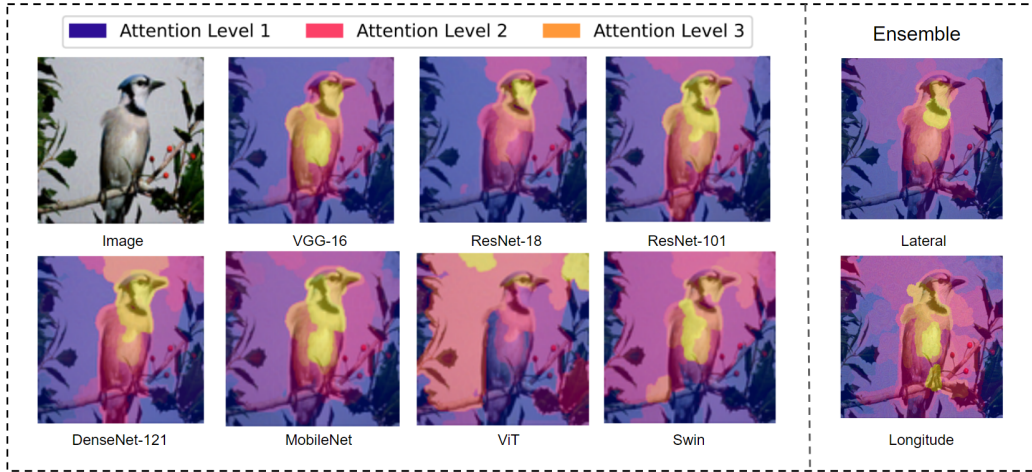 Attention Level 1 Attention Level 2 Attention Level 3
Ensemble
Image VGG-16 ResNet-18 ResNet-101 Lateral
DenseNet-121 MobileNet ViT Swin Longitude